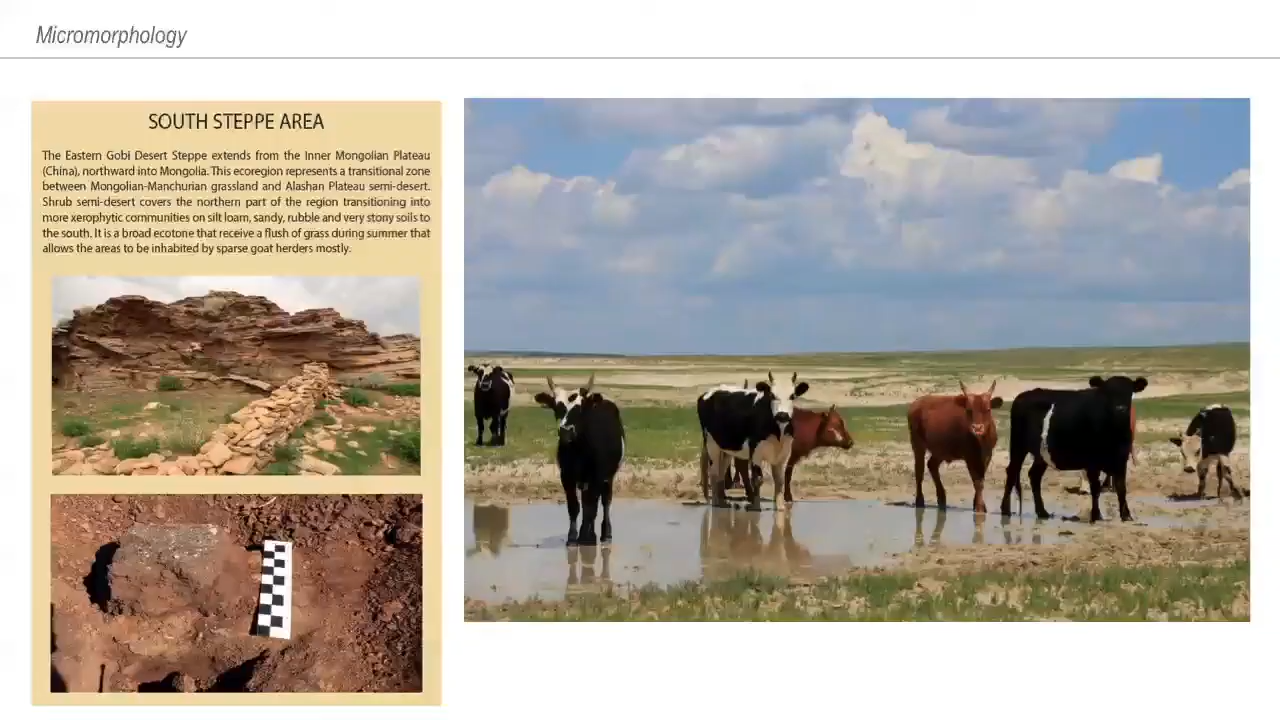 Micromorphology
SOUTH STEPPE AREA
The Eastern Gobi Desert Steppe extends from the Inner Mongolian Plateau
(China), northward into Mongolia. This ecoregion represents a transitional zone
between Mongolian-Manchurian grassland and Alashan Plateau semi-desert.
Shrub semi-desert covers the northern part of the region transitioning into
more xerophytic communities on silt loam, sandy, rubble and very stony soils to
the south. It is a broad ecotone that receive a flush of grass during summer that
allows the areas to be inhabited by sparse goat herders mostly.